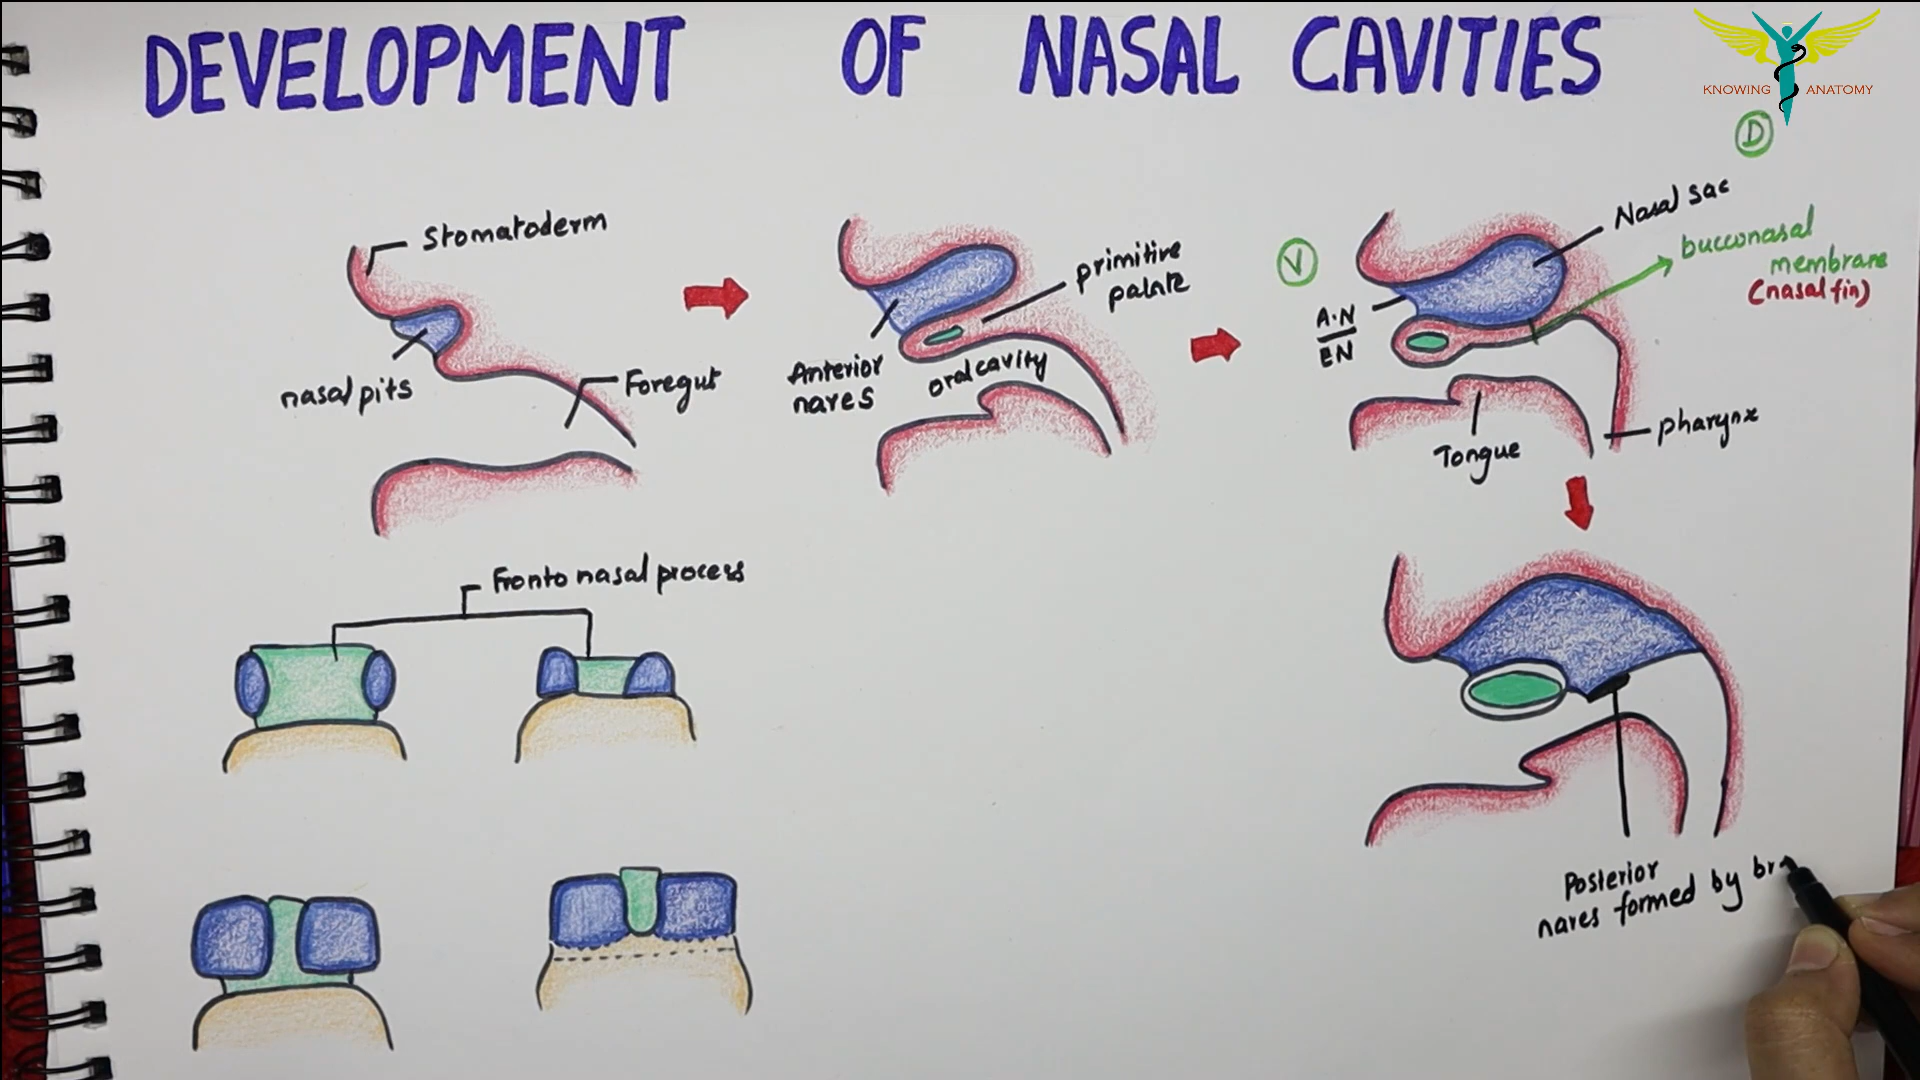 DEVELOPMENT OF NASAL CAVITIES
KNOWING ANATOMY
D
Stomatoderm
nasal pits
Foregut
primitive
palate
Anterior
nares
oral cavity
V
Nasal sac
bucconasal
membrane
(nasal fin)
A.N
EN
Tongue
pharynx
Fronto nasal process
Posterior
nares formed by